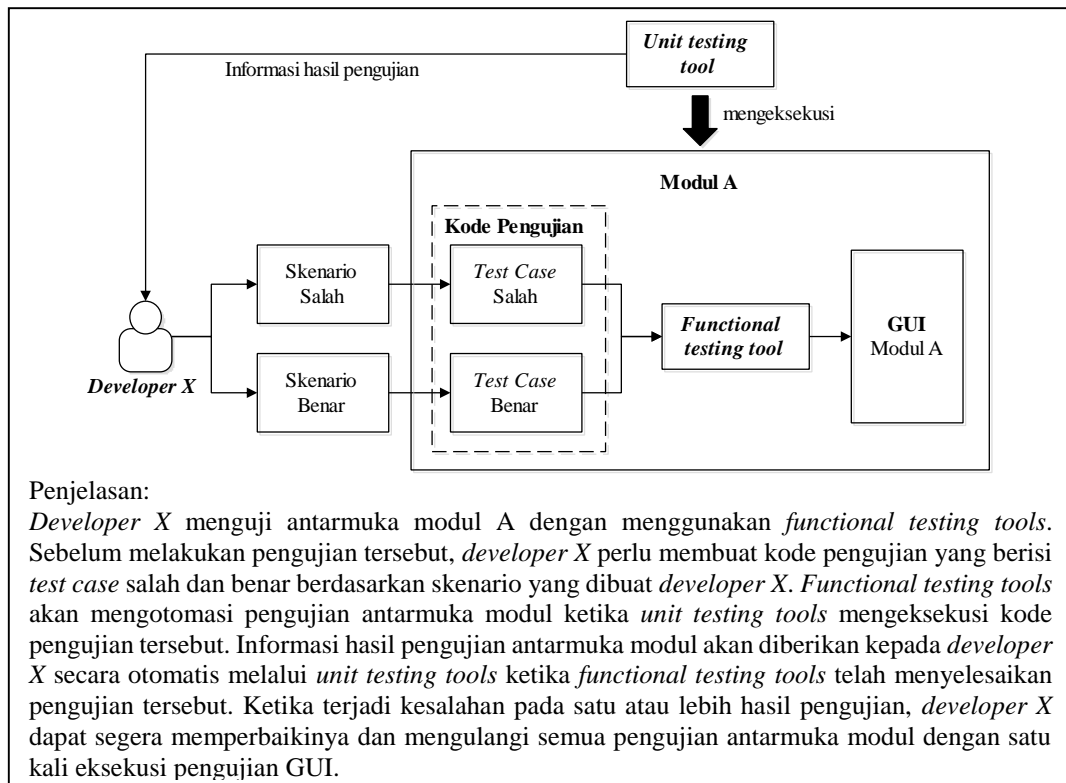 Unit testing
tool
Informasi hasil pengujian
mengeksekusi
Modul A
Kode Pengujian
Skenario
Salah
Test Case
Salah
Functional
testing tool
GUI
Modul A
Developer X
Skenario
Benar
Test Case
Benar
Penjelasan:
Developer X menguji antarmuka modul A dengan menggunakan functional testing tools.
Sebelum melakukan pengujian tersebut, developer X perlu membuat kode pengujian yang berisi
test case salah dan benar berdasarkan skenario yang dibuat developer X. Functional testing tools
akan mengotomasi pengujian antarmuka modul ketika unit testing tools mengeksekusi kode
pengujian tersebut. Informasi hasil pengujian antarmuka modul akan diberikan kepada developer
X secara otomatis melalui unit testing tools ketika functional testing tools telah menyelesaikan
pengujian tersebut. Ketika terjadi kesalahan pada satu atau lebih hasil pengujian, developer X
dapat segera memperbaikinya dan mengulangi semua pengujian antarmuka modul dengan satu
kali eksekusi pengujian GUI.